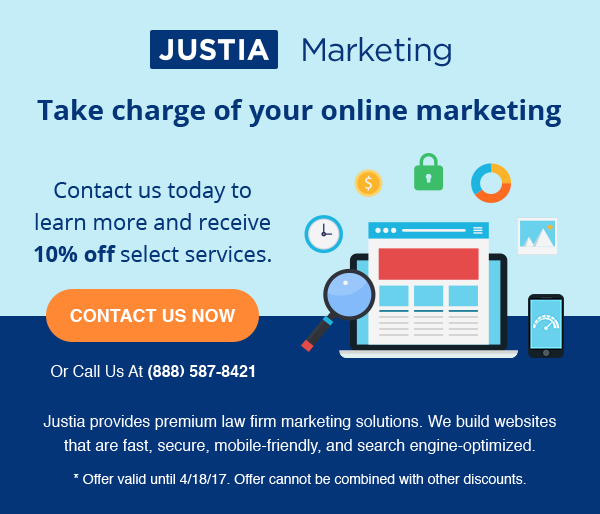 JUSTIA Marketing
Take charge of your online marketing
Contact us today to
learn more and receive
10% off select services.
CONTACT US NOW
Or Call Us At (888) 587-8421
Justia provides premium law firm marketing solutions. We build websites
that are fast, secure, mobile-friendly, and search engine-optimized.
* Offer valid until 4/18/17. Offer cannot be combined with other discounts.